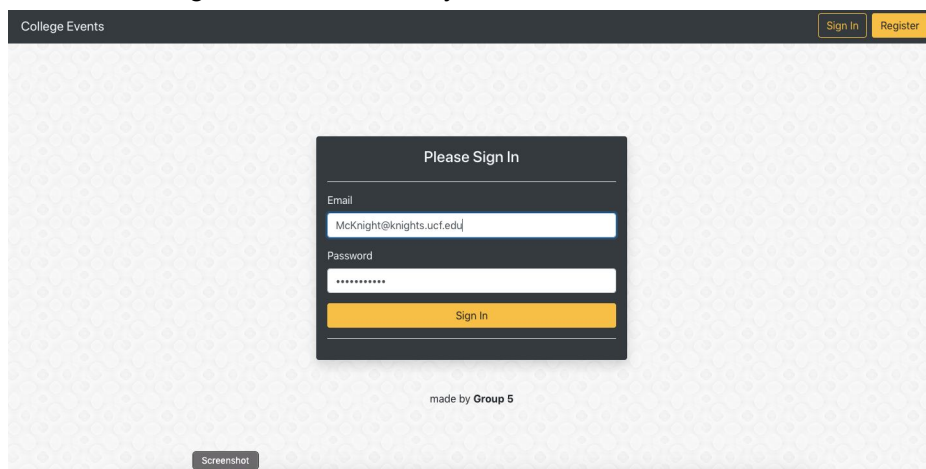 College Events
Sign In
Register
Please Sign In
Email
McKnight@knights.ucf.edu
Password
Sign In
made by Group 5
Screenshot